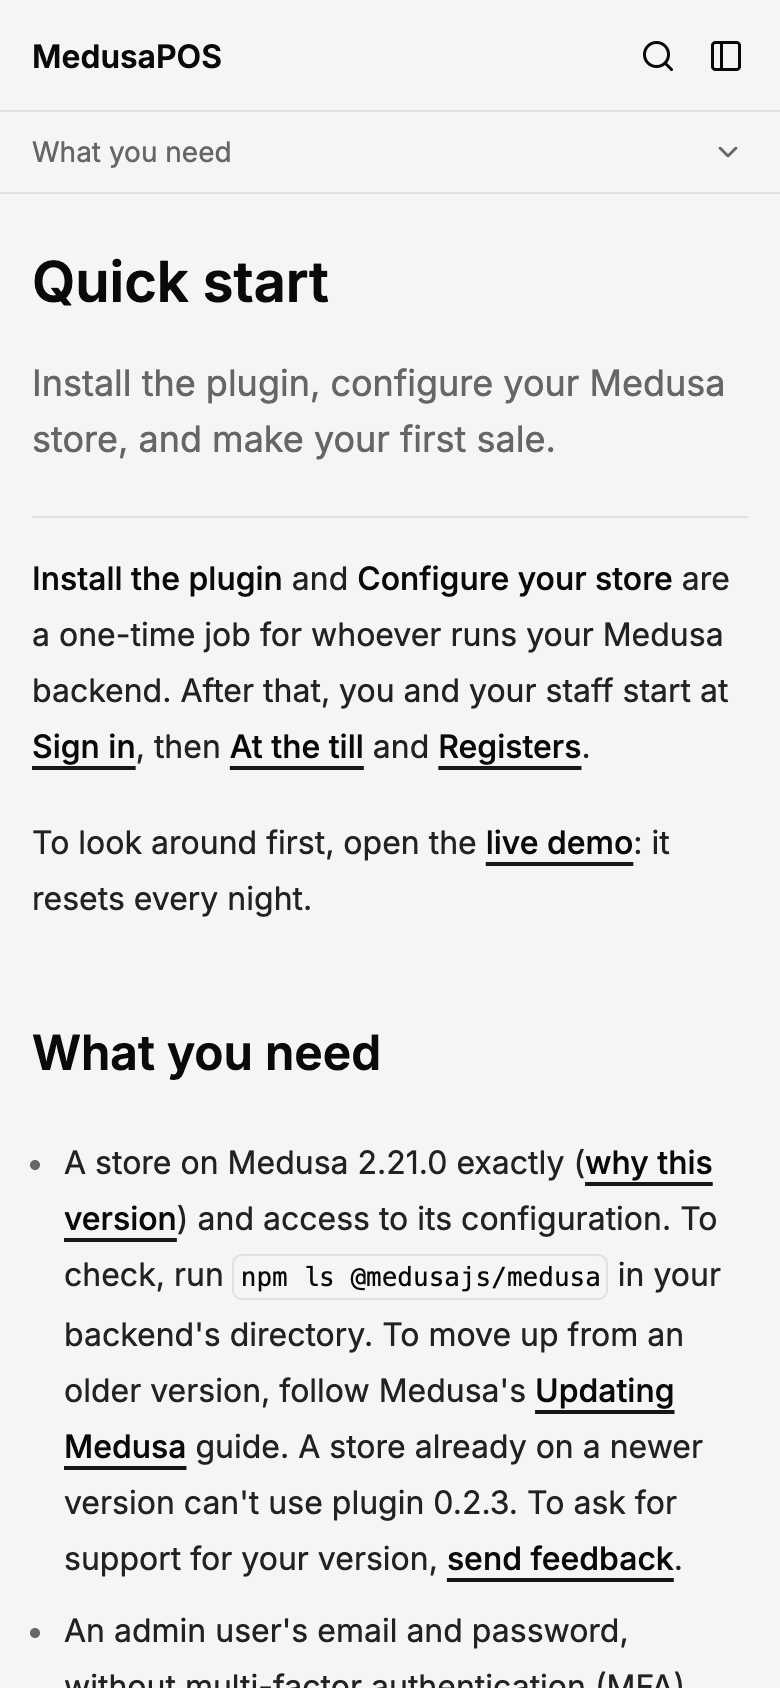 MedusaPOS
What you need
Quick start
Install the plugin, configure your Medusa
store, and make your first sale.
Install the plugin and Configure your store are
a one-time job for whoever runs your Medusa
backend. After that, you and your staff start at
Sign in, then At the till and Registers.
To look around first, open the live demo: it
resets every night.
What you need
A store on Medusa 2.21.0 exactly (why this
version) and access to its configuration. To
check, run npm ls @medusajs/medusa in your
backend's directory. To move up from an
older version, follow Medusa's Updating
Medusa guide. A store already on a newer
version can't use plugin 0.2.3. To ask for
support for your version, send feedback.
An admin user's email and password,
without multi-factor authentication (MFA)